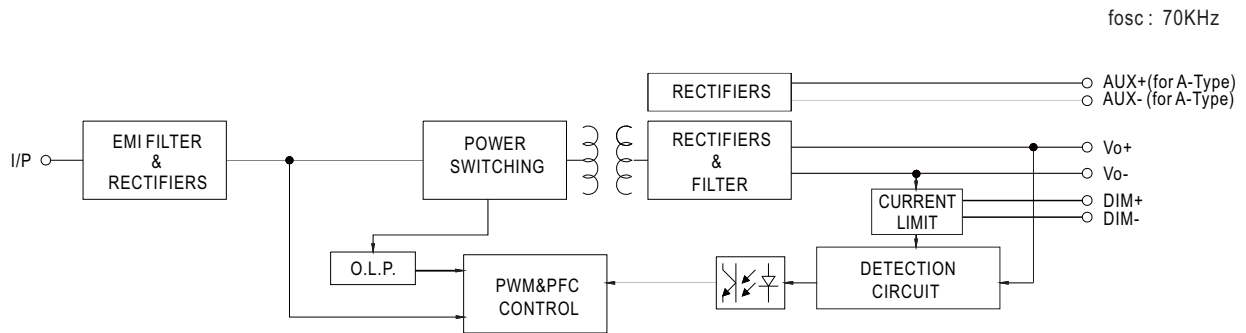 fosc : 70KHz
RECTIFIERS
AUX+(for A-Type)
AUX- (for A-Type)
I/P
EMI FILTER
&
RECTIFIERS
POWER
SWITCHING
RECTIFIERS
&
FILTER
Vo+
Vo-
CURRENT
LIMIT
DIM+
DIM-
O.L.P.
PWM&PFC
CONTROL
DETECTION
CIRCUIT